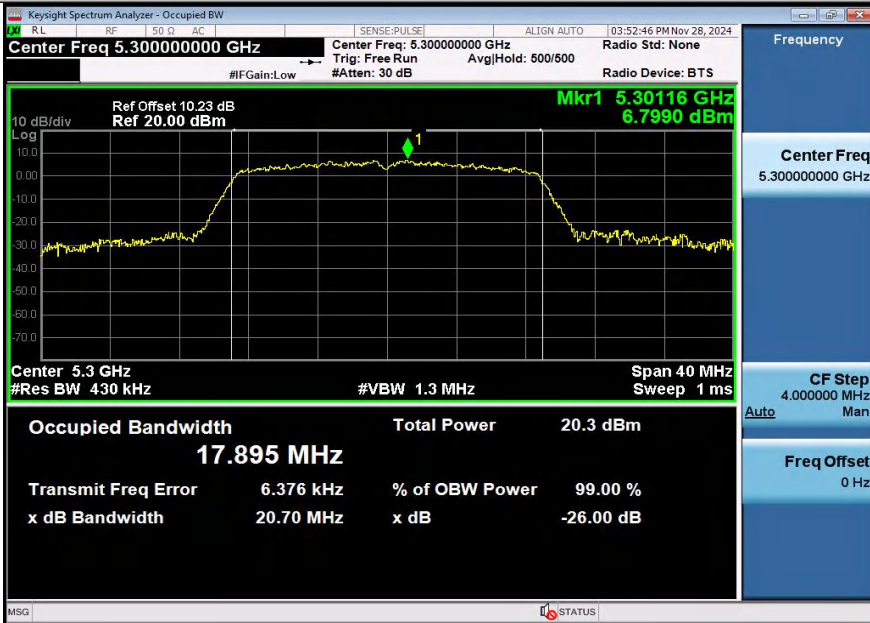 Keysight Spectrum Analyzer - Occupied BW
LXI RL RF 50 Ω AC SENSE:PULSE ALIGN AUTO 03:52:46 PM Nov 28, 2024
Center Freq 5.300000000 GHz
Center Freq: 5.300000000 GHz
Radio Std: None
Trig: Free Run Avg|Hold: 500/500
#IFGain:Low #Atten: 30 dB Radio Device: BTS
Frequency
Ref Offset 10.23 dB
10 dB/div Ref 20.00 dBm
Mkr1 5.30116 GHz
6.7990 dBm
Log
1
10.0
0.00
-10.0
-20.0
-30.0
-40.0
-50.0
-60.0
-70.0
Center 5.3 GHz Span 40 MHz
#Res BW 430 kHz #VBW 1.3 MHz Sweep 1 ms
Occupied Bandwidth Total Power 20.3 dBm
17.895 MHz
Transmit Freq Error 6.376 kHz % of OBW Power 99.00 %
x dB Bandwidth 20.70 MHz x dB -26.00 dB
Center Freq
5.300000000 GHz
CF Step
4.000000 MHz
Auto Man
Freq Offset
0 Hz
MSG STATUS